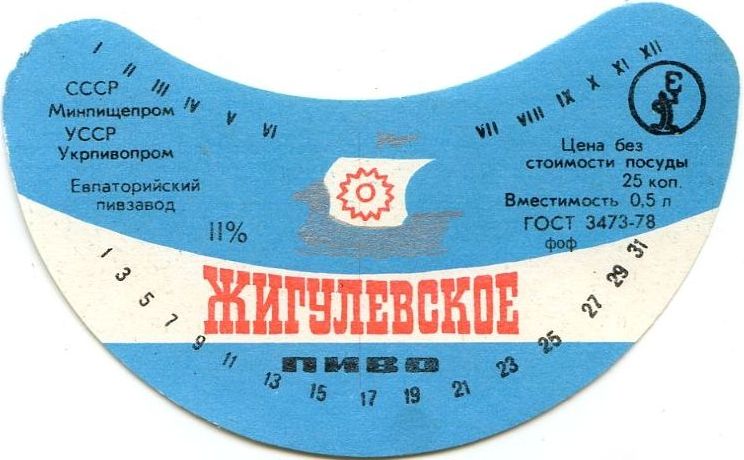 I II III IV V VI
VII VIII IX X XI XII
СССР
Минпищепром
УССР
Укрпивопром
Евпаторийский
пивзавод
11%
Цена без
стоимости посуды
25 коп.
Вместимость 0,5 л
ГОСТ 3473-78
фоф
ЖИГУЛЕВСКОЕ
ПИВО
1 3 5 7 9 11 13 15 17 19 21 23 25 27 29 31